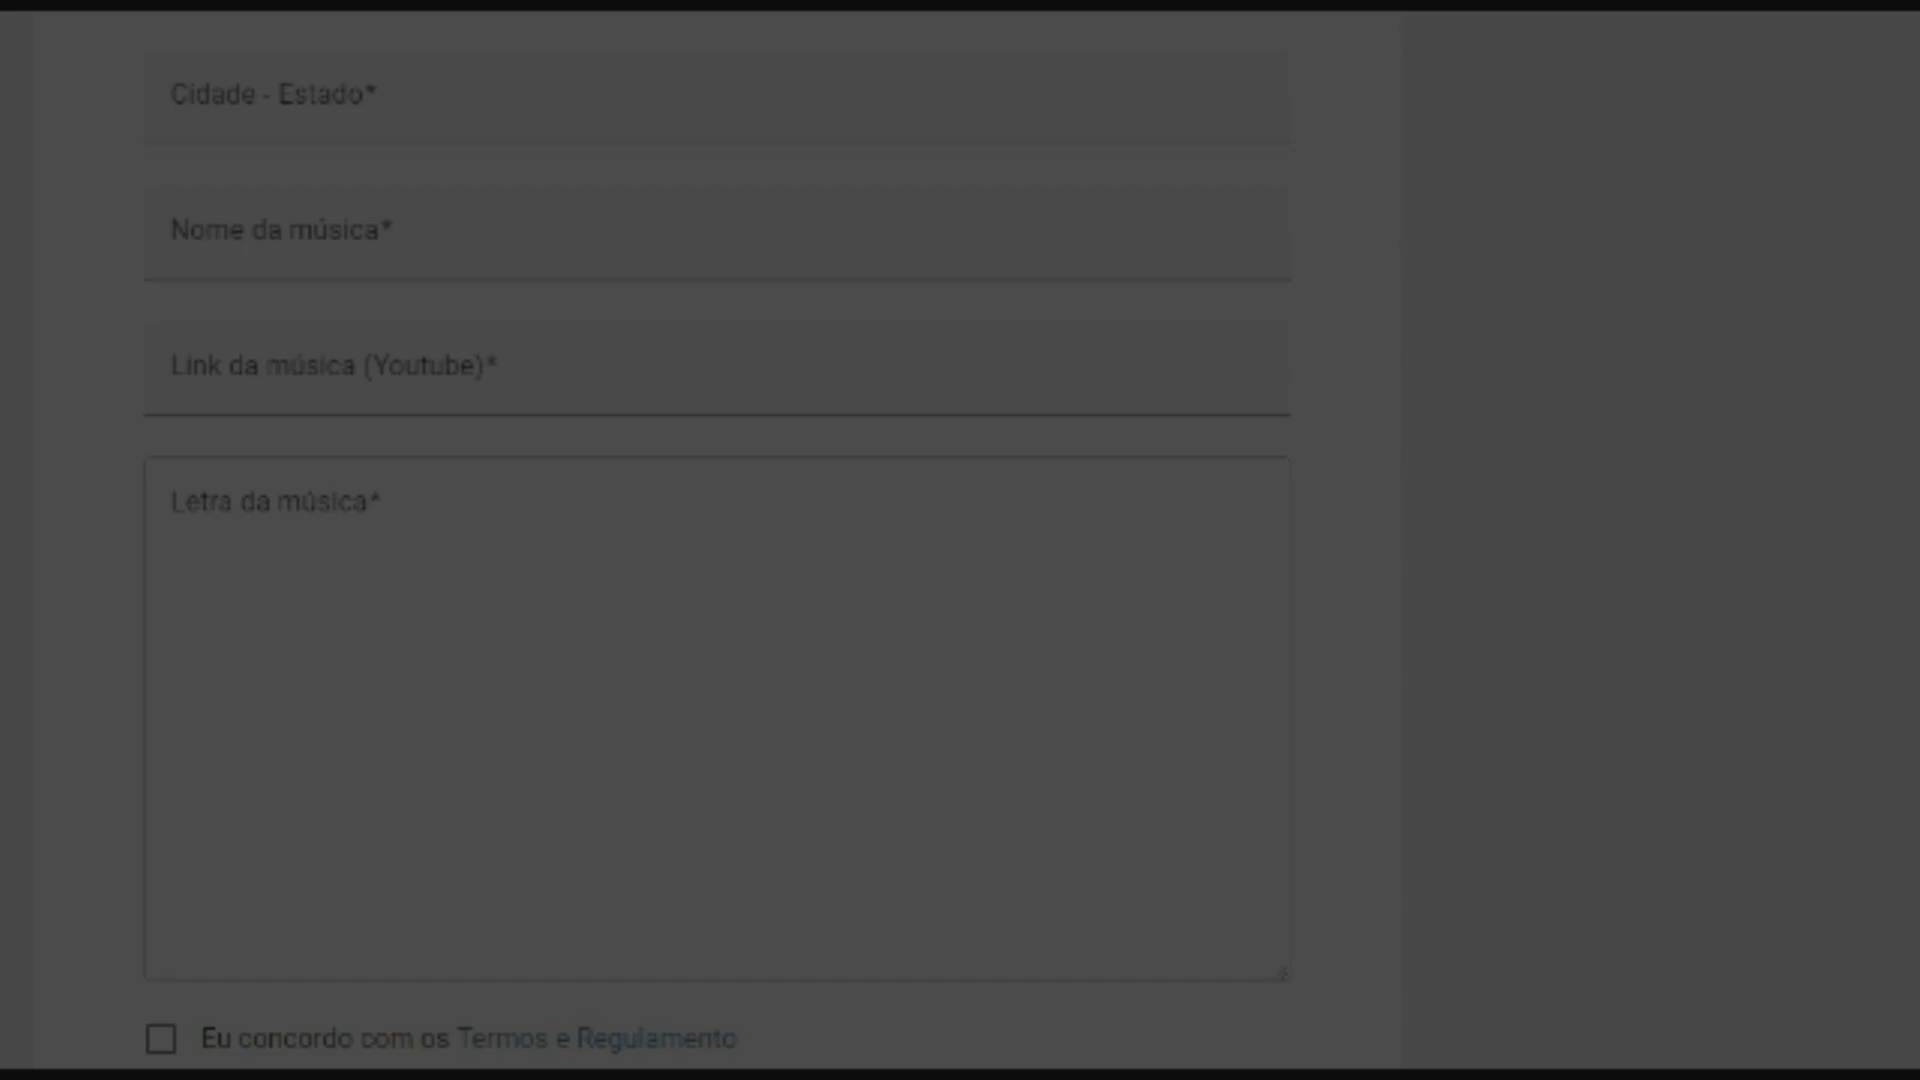 Cidade - Estado*
Nome da música*
Link da música (Youtube)*
Letra da música*
Eu concordo com os Termos e Regulamento